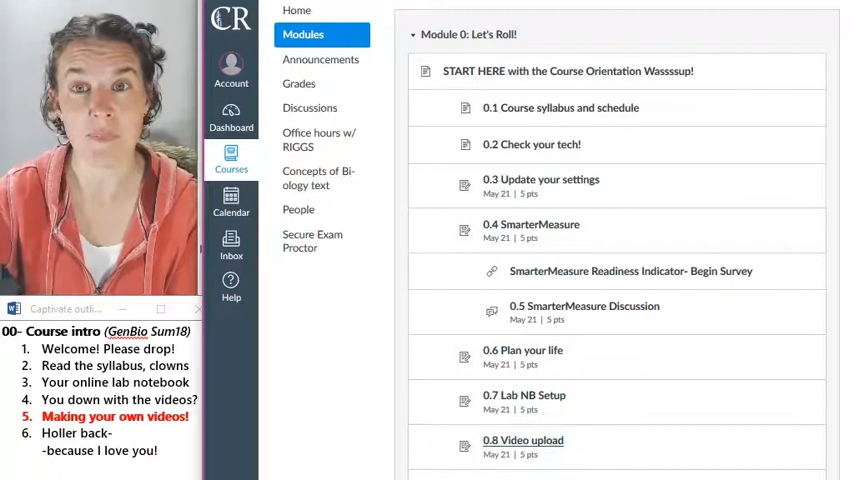 CR
Account
Dashboard
Courses
Calendar
Inbox
Help
Home
Modules
Announcements
Grades
Discussions
Office hours w/
RIGGS
Concepts of Bi-
ology text
People
Secure Exam
Proctor
Module 0: Let's Roll!
START HERE with the Course Orientation Wassssup!
0.1 Course syllabus and schedule
0.2 Check your tech!
0.3 Update your settings
May 21 | 5 pts
0.4 SmarterMeasure
May 21 | 5 pts
SmarterMeasure Readiness Indicator- Begin Survey
0.5 SmarterMeasure Discussion
May 21 | 5 pts
0.6 Plan your life
May 21 | 5 pts
0.7 Lab NB Setup
May 21 | 5 pts
0.8 Video upload
May 21 | 5 pts
Captivate outli...
00- Course intro (GenBio Sum18)
1. Welcome! Please drop!
2. Read the syllabus, clowns
3. Your online lab notebook
4. You down with the videos?
5. Making your own videos!
6. Holler back-
-because I love you!